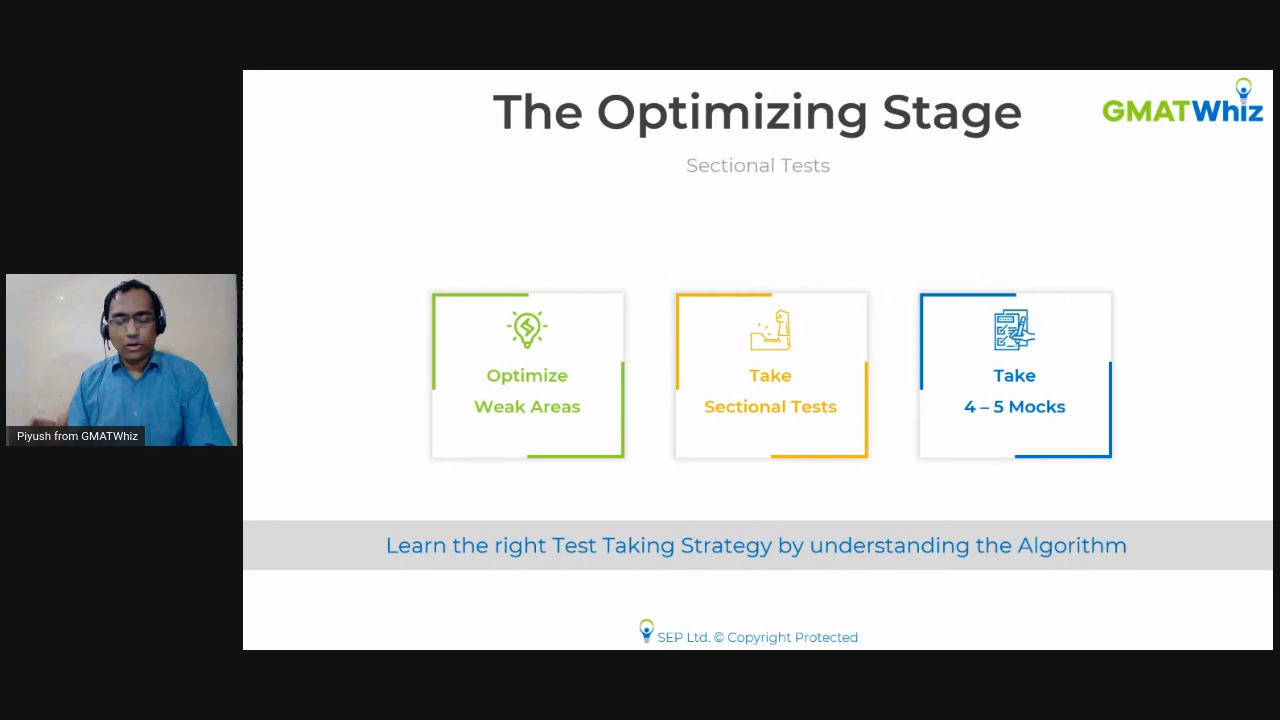 The Optimizing Stage
GMATWhiz
Sectional Tests
Optimize
Weak Areas
Take
Sectional Tests
Take
4 – 5 Mocks
Piyush from GMATWhiz
Learn the right Test Taking Strategy by understanding the Algorithm
SEP Ltd. © Copyright Protected